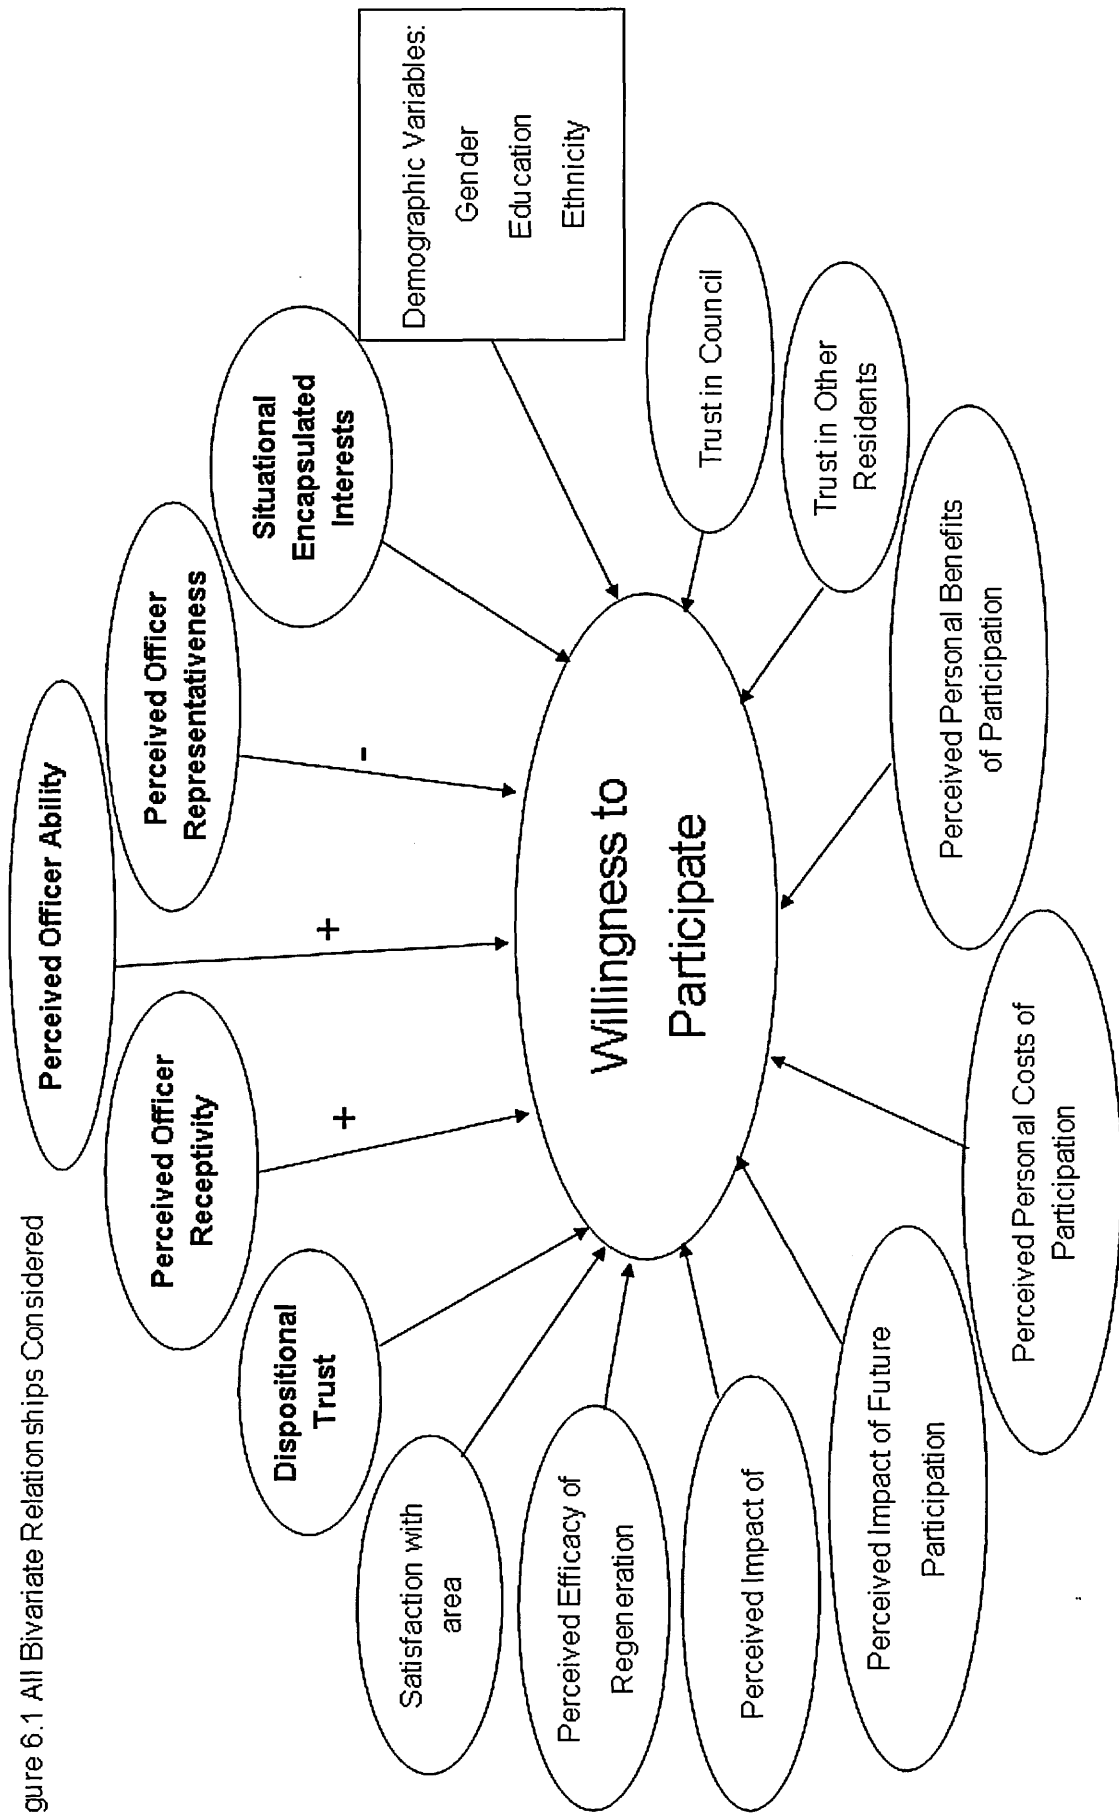 gure 6.1 All Bivariate Relationships Considered
Perceived Officer Ability
Perceived Officer
Receptivity
Perceived Officer
Representativeness
Dispositional
Trust
Situational
Encapsulated
Interests
+
+
-
Demographic Variables:
Gender
Education
Ethnicity
Satisfaction with
area
Willingness to
Participate
Perceived Efficacy of
Regeneration
Trust in Council
Perceived Impact of
Trust in Other
Residents
Perceived Impact of Future
Participation
Perceived Personal Benefits
of Participation
Perceived Personal Costs of
Participation